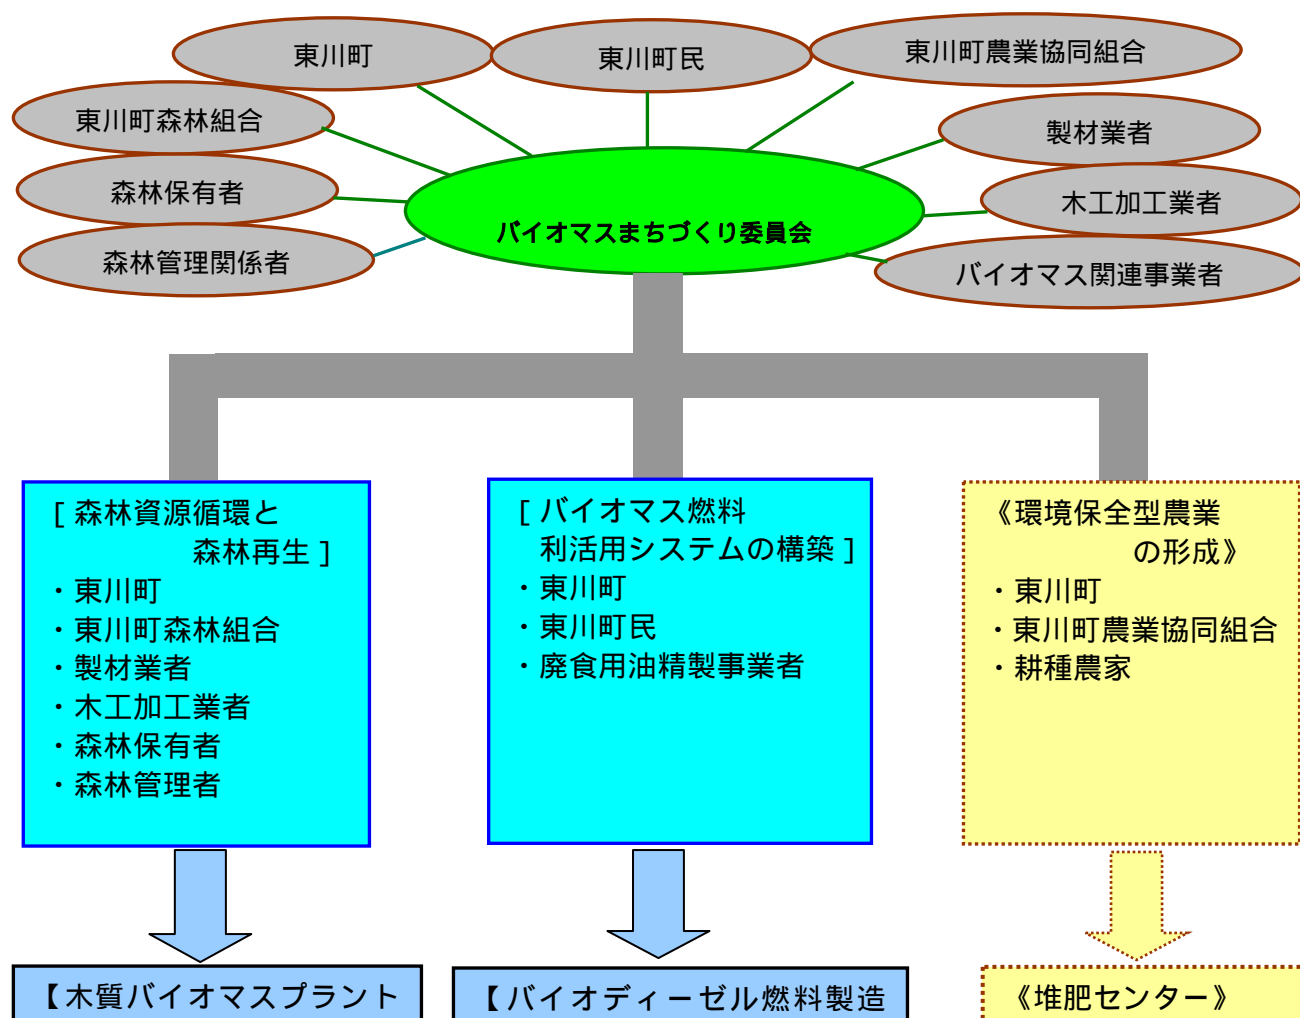 東川町
東川町民
東川町農業協同組合
東川町森林組合
製材業者
森林保有者
木工加工業者
森林管理関係者
バイオマス関連事業者
バイオマスまちづくり委員会
[ 森林資源循環と
森林再生 ]
・東川町
・東川町森林組合
・製材業者
・木工加工業者
・森林保有者
・森林管理者
[ バイオマス燃料
利活用システムの構築 ]
・東川町
・東川町民
・廃食用油精製事業者
《環境保全型農業
の形成》
・東川町
・東川町農業協同組合
・耕種農家
【木質バイオマスプラント
【バイオディーゼル燃料製造
《堆肥センター》